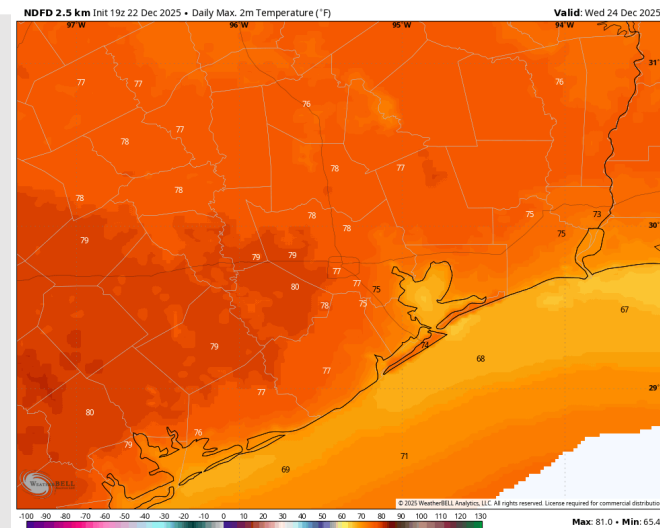 NDFD 2.5 km Init 19z 22 Dec 2025 • Daily Max. 2m Temperature (°F) Valid: Wed 24 Dec 2025
97°W 96°W 95°W 94°W
31°
77 77 76 76
77
78
78 77
78 78
78 75 73
78 75 30°
79
79 79
77
80 77 75
78 75 67
79 74
68
77
77 29°
80
76
79
71
69
WeatherBELL
© 2025 WeatherBELL Analytics, LLC. All rights reserved. License required for commercial distributio
-100 -90 -80 -70 -60 -50 -40 -30 -20 -10 0 10 20 30 40 50 60 70 80 90 100 110 120 130
Max: 81.0 • Min: 65.4